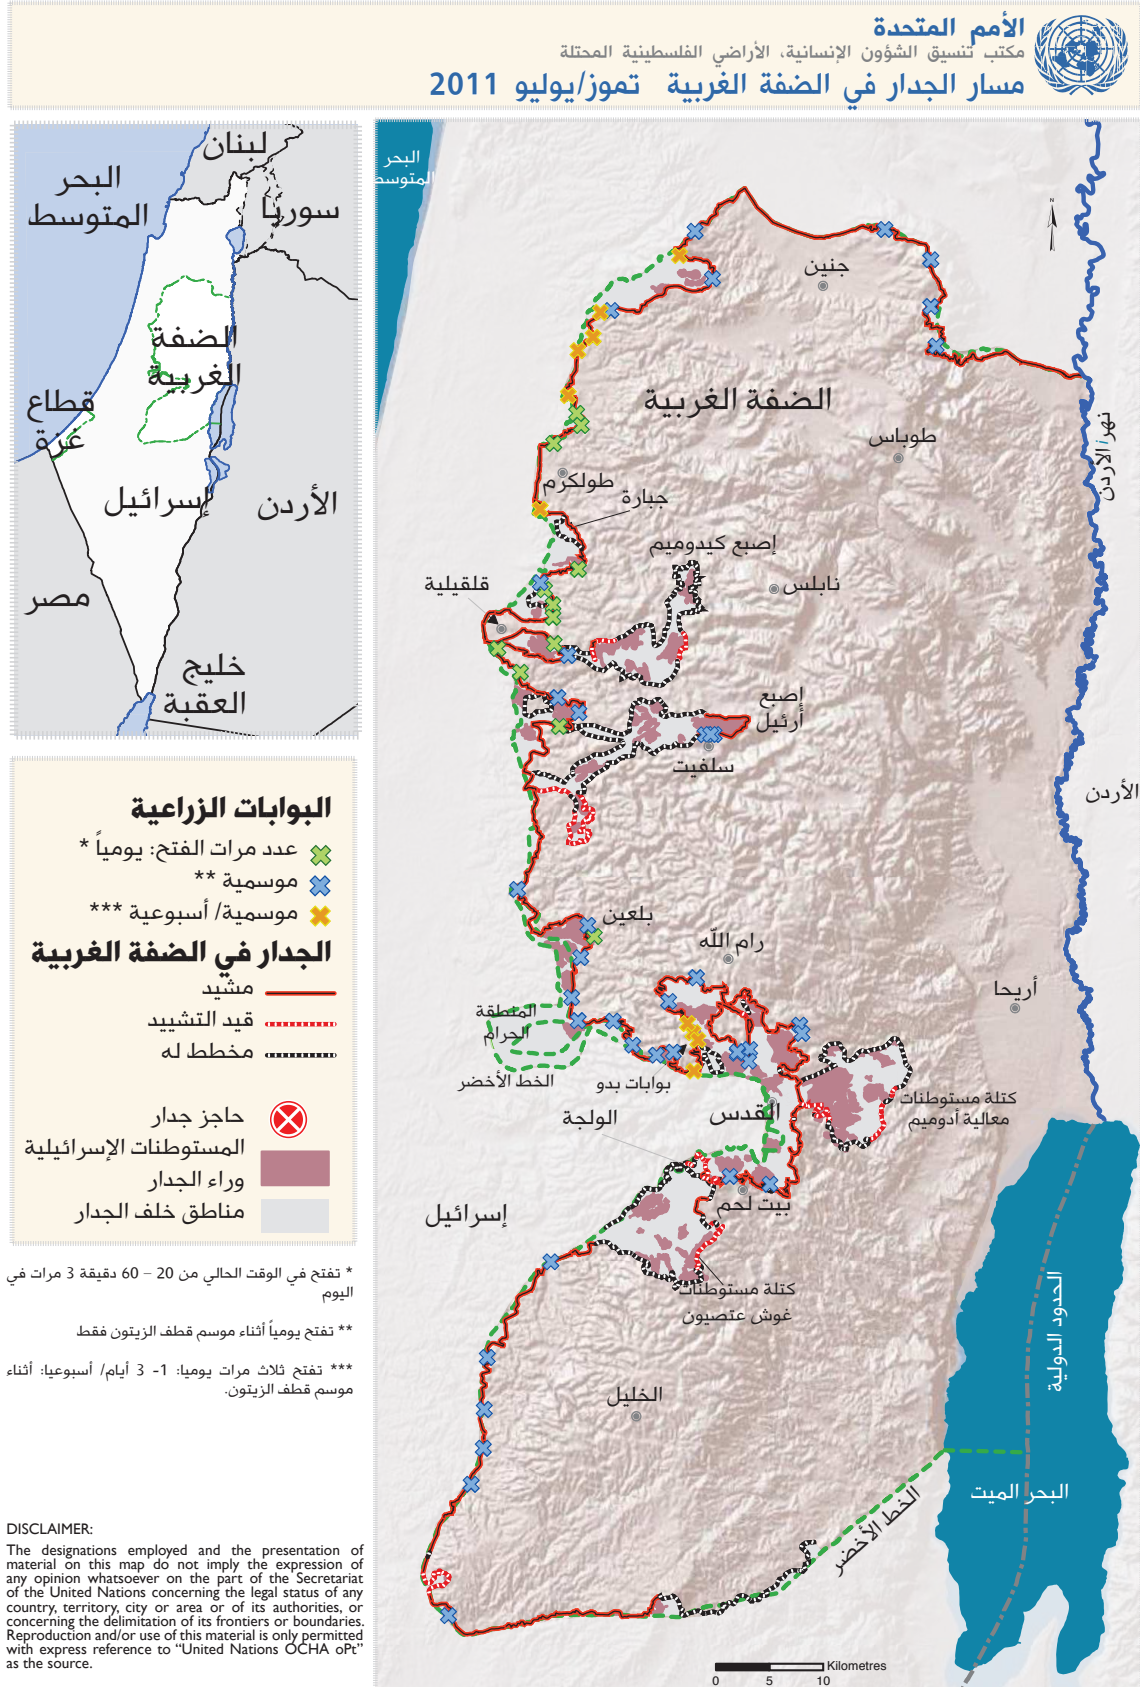 الأمم المتحدة
مكتب تنسيق الشؤون الإنسانية، الأراضي الفلسطينية المحتلة
مسار الجدار في الضفة الغربية تموز/يوليو 2011
لبنان
البحر
المتوسط
سوريا
الضفة
الغربية
قطاع
غزة
إسرائيل
الأردن
مصر
خليج
العقبة
البوابات الزراعية
عدد مرات الفتح: يومياً *
موسمية **
موسمية/ أسبوعية ***
الجدار في الضفة الغربية
مشيد
قيد التشييد
مخطط له
حاجز جدار
المستوطنات الإسرائيلية
وراء الجدار
مناطق خلف الجدار
* تفتح في الوقت الحالي من 20 – 60 دقيقة 3 مرات في
اليوم
** تفتح يومياً أثناء موسم قطف الزيتون فقط
*** تفتح ثلاث مرات يوميا: 1- 3 أيام/ أسبوعيا: أثناء
موسم قطف الزيتون.
DISCLAIMER:
The designations employed and the presentation of
material on this map do not imply the expression of
any opinion whatsoever on the part of the Secretariat
of the United Nations concerning the legal status of any
country, territory, city or area or of its authorities, or
concerning the delimitation of its frontiers or boundaries.
Reproduction and/or use of this material is only permitted
with express reference to “United Nations OCHA oPt”
as the source.
البحر
المتوسط
N
جنين
الضفة الغربية
طوباس
نهر i الأردن
طولكرم
جبارة
إصبع كيدوميم
قلقيلية
نابلس
إصبع
أرئيل
سلفيت
الأردن
بلعين
رام الله
أريحا
المنطقة
الحرام
الخط الأخضر
بوابات بدو
الولجة
القدس
كتلة مستوطنات
معالية أدوميم
إسرائيل
بيت لحم
كتلة مستوطنات
غوش عتصيون
الحدود الدولية
الخليل
البحر الميت
الخط الأخضر
Kilometres
0 5 10